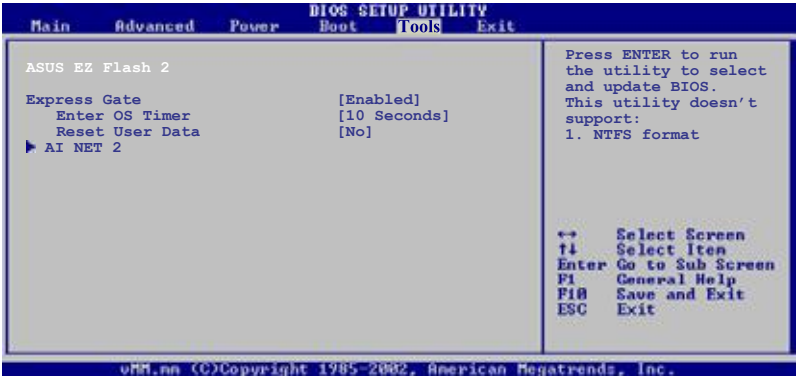 BIOS SETUP UTILITY
Main Advanced Power Boot Tools Exit
ASUS EZ Flash 2
Express Gate [Enabled]
Enter OS Timer [10 Seconds]
Reset User Data [No]
AI NET 2
Press ENTER to run
the utility to select
and update BIOS.
This utility doesn't
support:
1. NTFS format
↔ Select Screen
↑↓ Select Item
Enter Go to Sub Screen
F1 General Help
F10 Save and Exit
ESC Exit
vMM.mm (C)Copyright 1985-2002, American Megatrends, Inc.